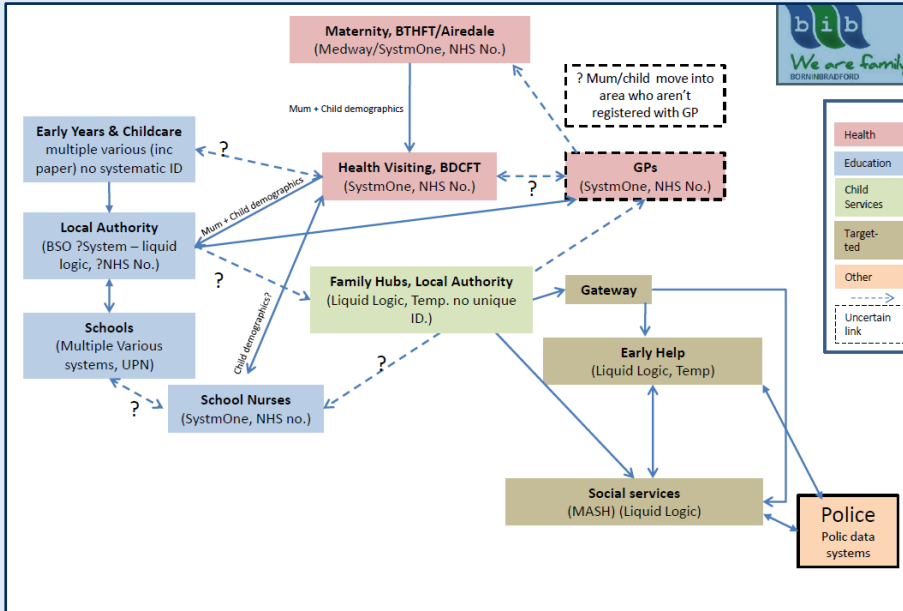 Maternity, BTHFT/Airedale
(Medway/SystmOne, NHS No.)
bib
We are family
BORNINBRADFORD
? Mum/child move into
area who aren't
registered with GP
Mum + Child demographics
Early Years & Childcare
multiple various (inc
paper) no systematic ID
?
Health Visiting, BDCFT
(SystmOne, NHS No.)
?
GPs
(SystmOne, NHS No.)
Health
Education
Child
Services
Target-
ted
Other
Uncertain
link
Mum + Child demographics
Local Authority
(BSO ?System – liquid
logic, ?NHS No.)
?
Family Hubs, Local Authority
(Liquid Logic, Temp. no unique
ID.)
Gateway
Child demographics?
Schools
(Multiple Various
systems, UPN)
Early Help
(Liquid Logic, Temp)
?
?
School Nurses
(SystmOne, NHS no.)
Social services
(MASH) (Liquid Logic)
Police
Polic data
systems